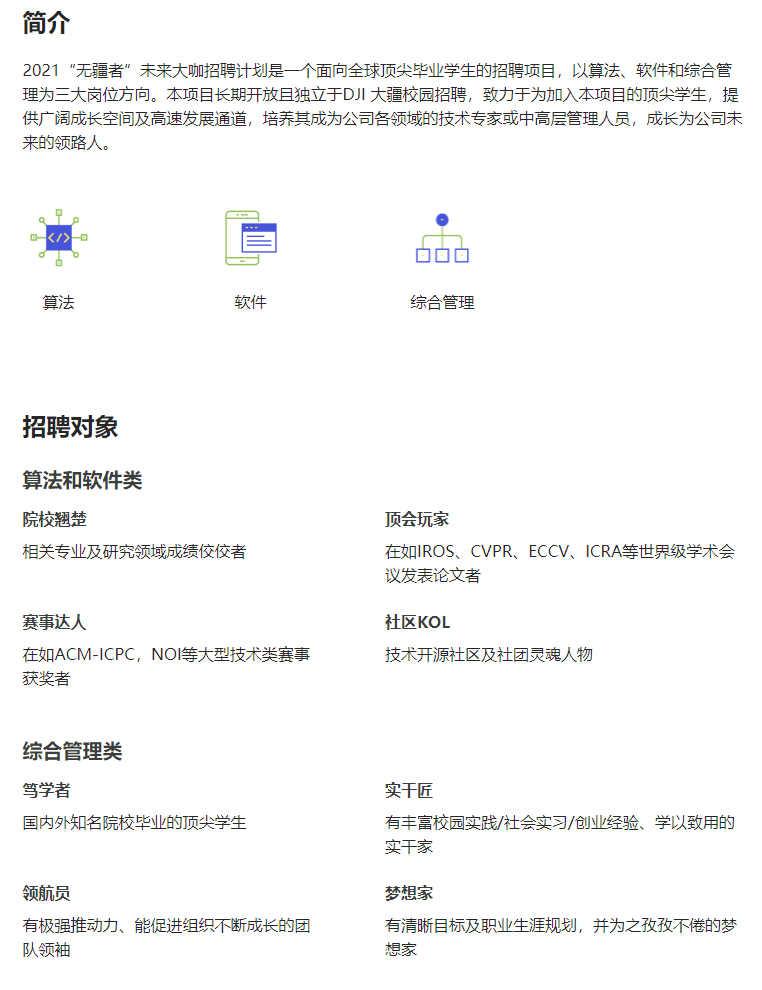 简介
2021“无疆者”未来大咖招聘计划是一个面向全球顶尖毕业学生的招聘项目，以算法、软件和综合管
理为三大岗位方向。本项目长期开放且独立于DJI 大疆校园招聘，致力于为加入本项目的顶尖学生，提
供广阔成长空间及高速发展通道，培养其成为公司各领域的技术专家或中高层管理人员，成长为公司未
来的领路人。
算法
软件
综合管理
招聘对象
算法和软件类
院校翘楚
相关专业及研究领域成绩佼佼者
顶会玩家
在如IROS、CVPR、ECCV、ICRA等世界级学术会
议发表论文者
赛事达人
在如ACM-ICPC，NOI等大型技术类赛事
获奖者
社区KOL
技术开源社区及社团灵魂人物
综合管理类
笃学者
国内外知名院校毕业的顶尖学生
实干匠
有丰富校园实践/社会实习/创业经验、学以致用的
实干家
领航员
有极强推动力、能促进组织不断成长的团
队领袖
梦想家
有清晰目标及职业生涯规划，并为之孜孜不倦的梦
想家